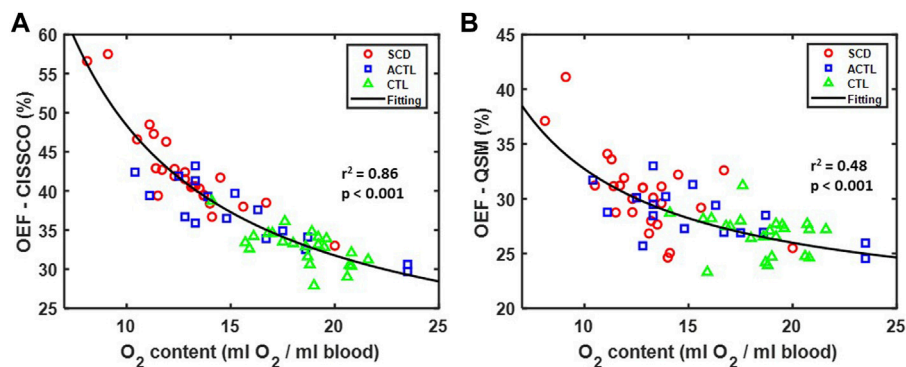 A
60
55
50
45
40
35
30
25
10
15
20
25
OEF - CISSCO (%)
O2 content (ml O2 / ml blood)
SCD
ACTL
CTL
Fitting
r2 = 0.86
p < 0.001
B
45
40
35
30
25
20
10
15
20
25
OEF - QSM (%)
O2 content (ml O2 / ml blood)
SCD
ACTL
CTL
Fitting
r2 = 0.48
p < 0.001